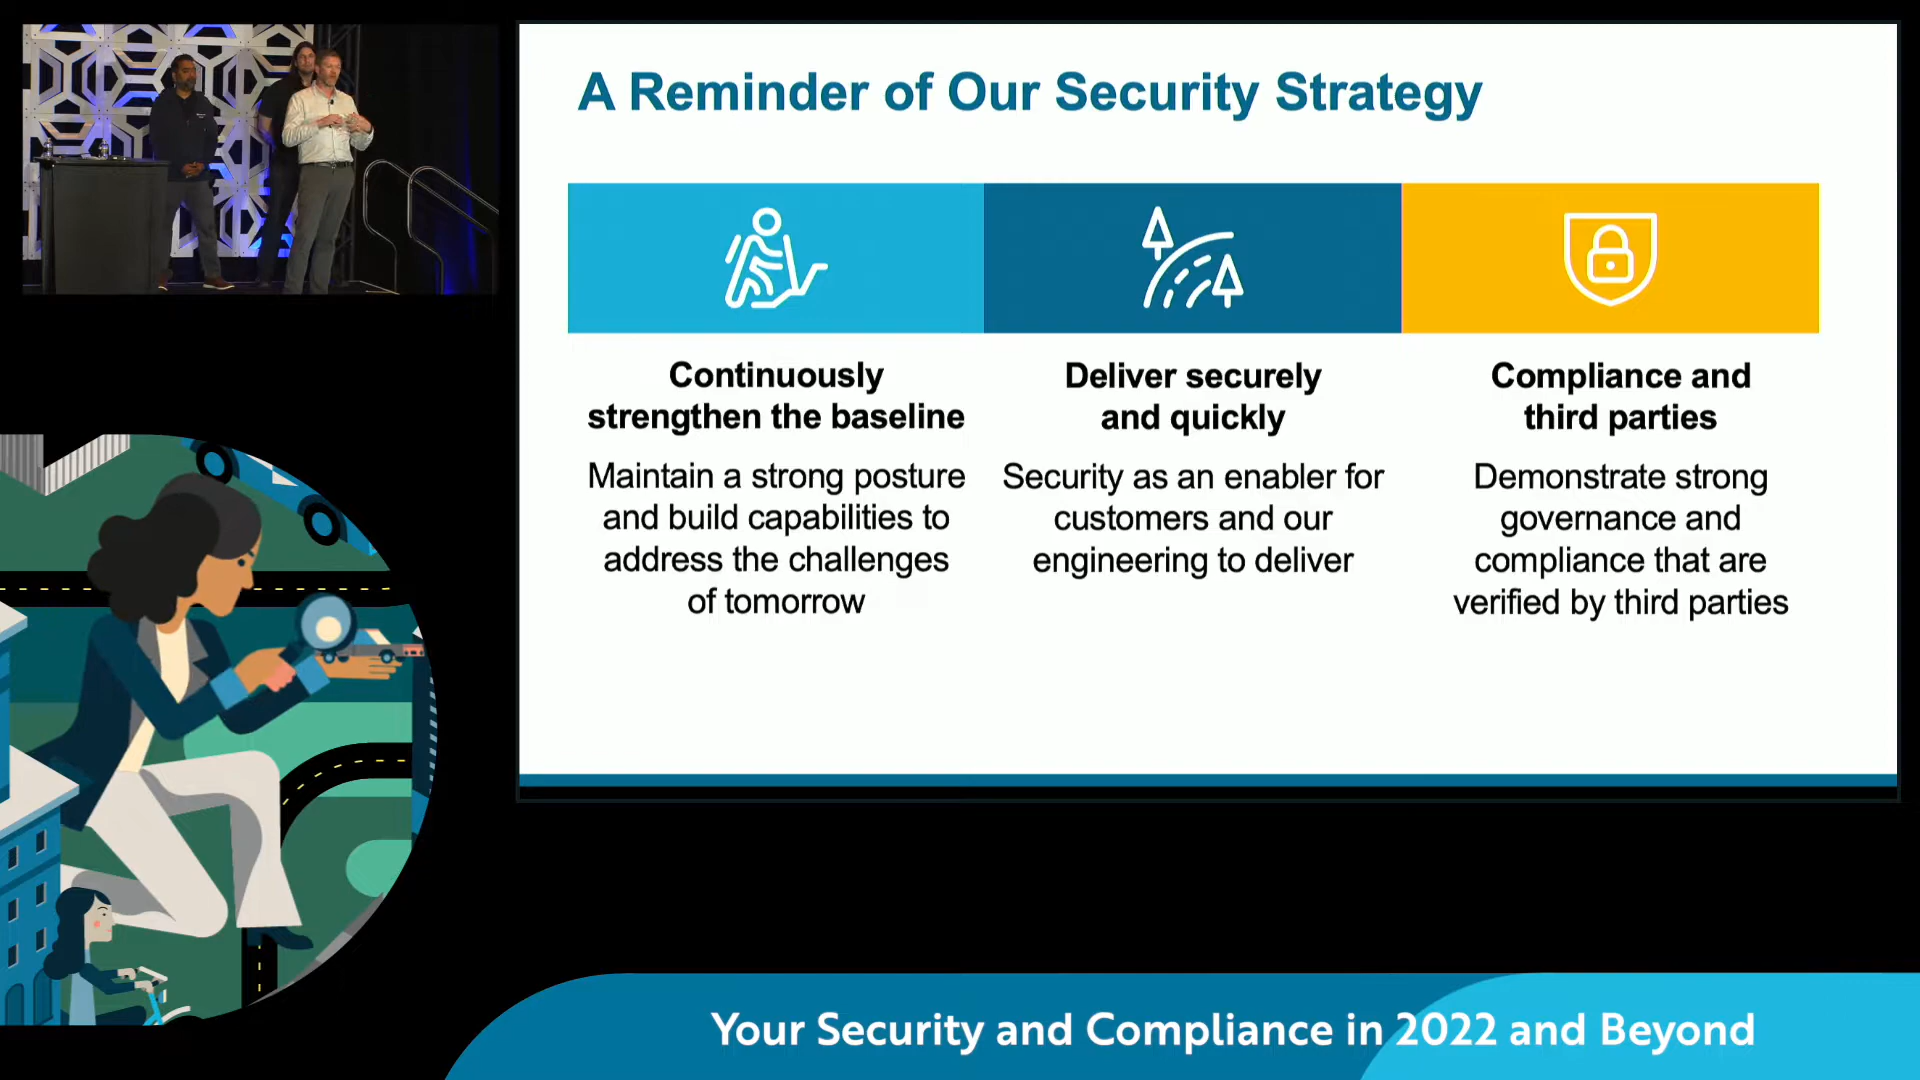 A Reminder of Our Security Strategy
Continuously
strengthen the baseline
Maintain a strong posture
and build capabilities to
address the challenges
of tomorrow
Deliver securely
and quickly
Security as an enabler for
customers and our
engineering to deliver
Compliance and
third parties
Demonstrate strong
governance and
compliance that are
verified by third parties
Your Security and Compliance in 2022 and Beyond